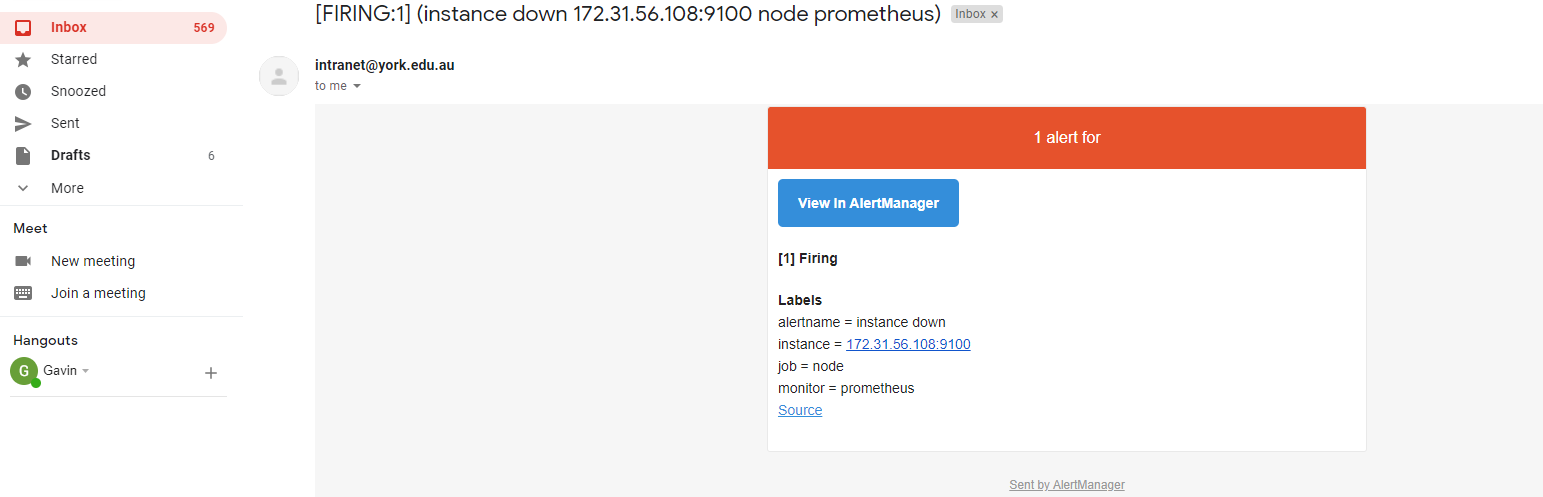 Inbox 569
Starred
Snoozed
Sent
Drafts 6
More
Meet
New meeting
Join a meeting
Hangouts
G Gavin
[FIRING:1] (instance down 172.31.56.108:9100 node prometheus) Inbox x
intranet@york.edu.au
to me
1 alert for
View In AlertManager
[1] Firing
Labels
alertname = instance down
instance = 172.31.56.108:9100
job = node
monitor = prometheus
Source
Sent by AlertManager